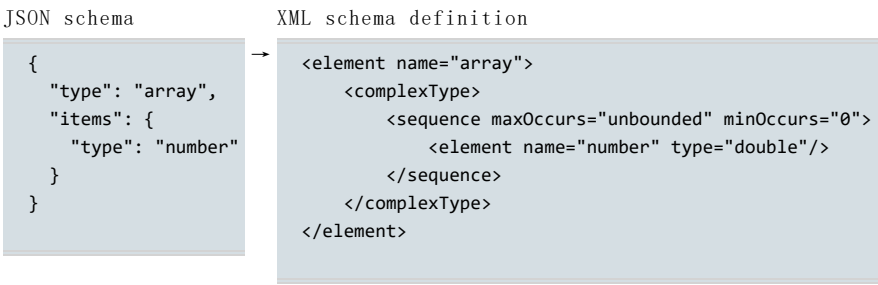 JSON schema
{
  "type": "array",
  "items": {
    "type": "number"
  }
}
→
XML schema definition
<element name="array">
    <complexType>
        <sequence maxOccurs="unbounded" minOccurs="0">
            <element name="number" type="double"/>
        </sequence>
    </complexType>
</element>